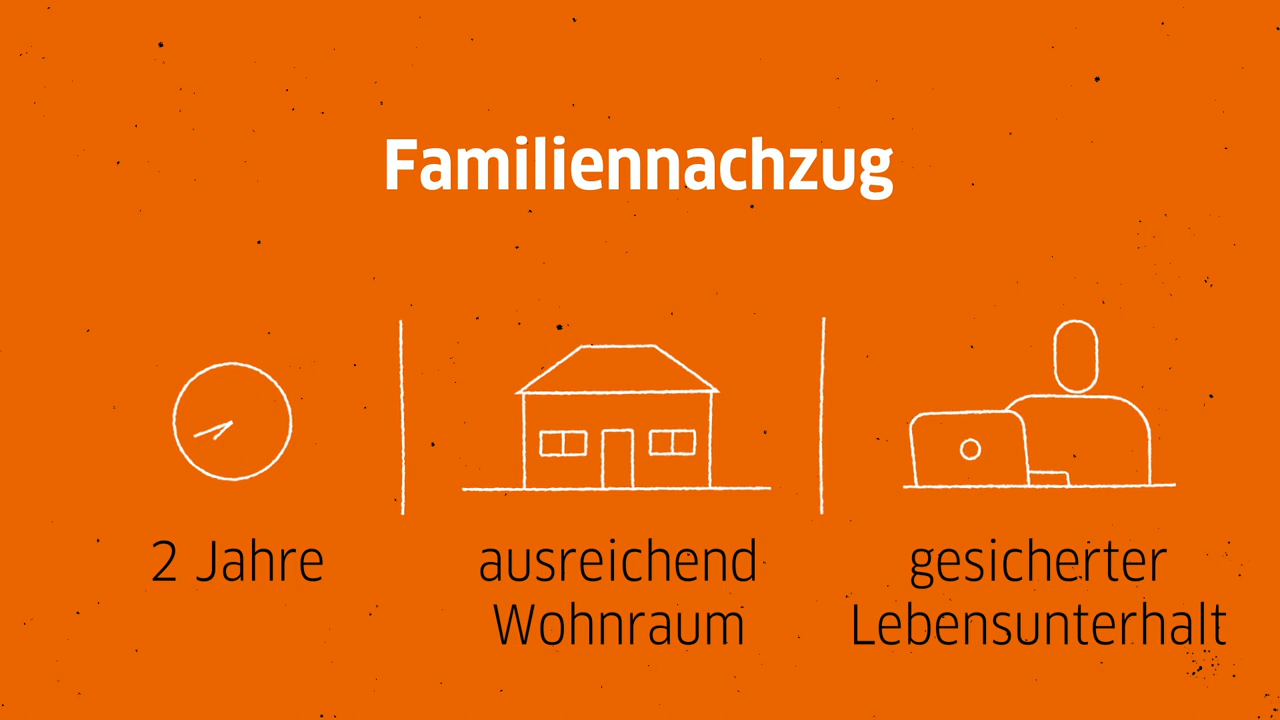 Familiennachzug
2 Jahre
ausreichend
Wohnraum
gesicherter
Lebensunterhalt